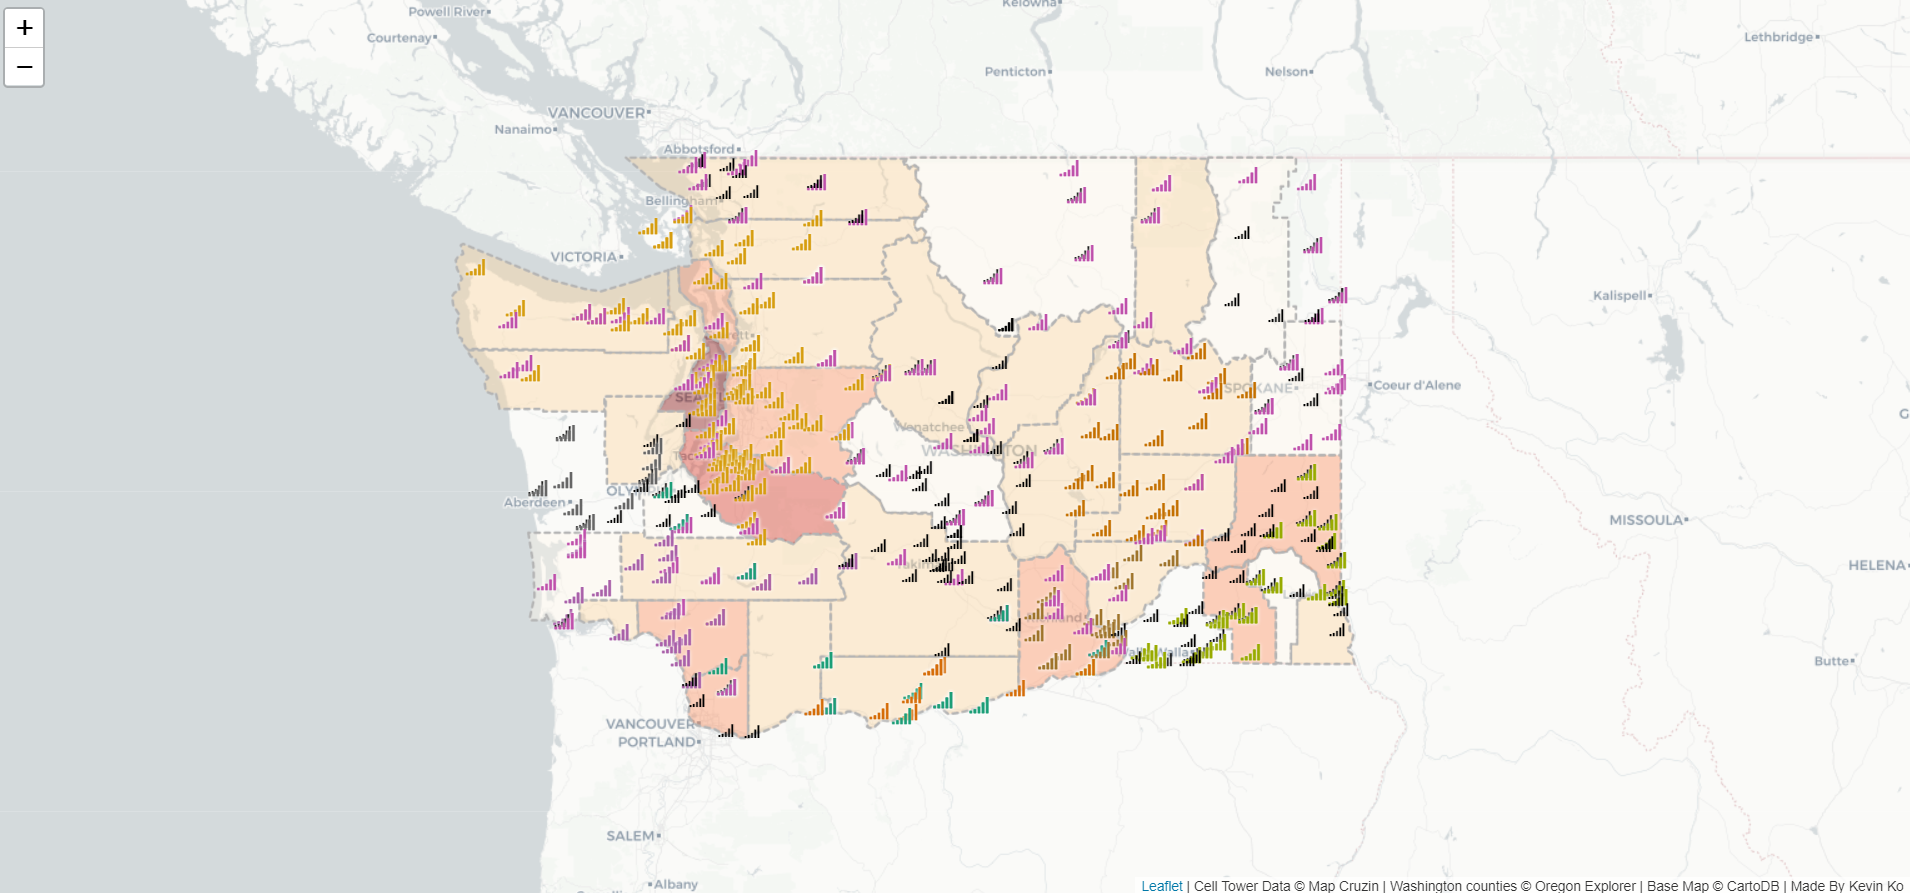 +
−
Powell River
Kelowna
Courtenay
Lethbridge
Penticton
Nelson
VANCOUVER
Nanaimo
Abbotsford
Bellingham
VICTORIA
Kalispell
Coeur d'Alene
SPOKANE
Wenatchee
WASHINGTON
Aberdeen
MISSOULA
HELENA
Butte
VANCOUVER
PORTLAND
SALEM
Albany
Leaflet | Cell Tower Data © Map Cruzin | Washington counties © Oregon Explorer | Base Map © CartoDB | Made By Kevin Ko